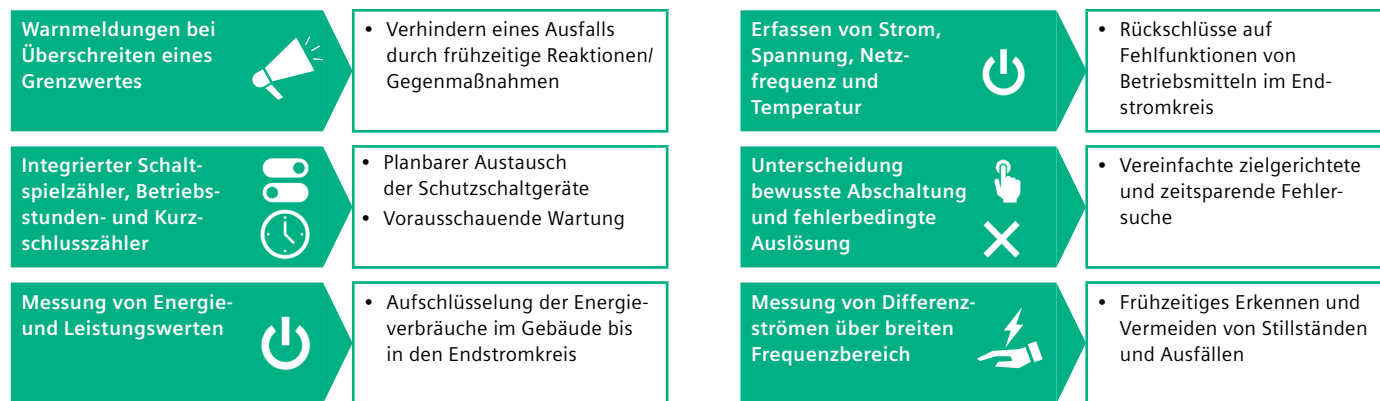 Warnmeldungen bei
Überschreiten eines
Grenzwertes
• Verhindern eines Ausfalls
durch frühzeitige Reaktionen/
Gegenmaßnahmen
Erfassen von Strom,
Spannung, Netz-
frequenz und
Temperatur
• Rückschlüsse auf
Fehlfunktionen von
Betriebsmitteln im End-
stromkreis
Integrierter Schalt-
spielzähler, Betriebs-
stunden- und Kurz-
schlusszähler
• Planbarer Austausch
der Schutzschaltgeräte
• Vorausschauende Wartung
Unterscheidung
bewusste Abschaltung
und fehlerbedingte
Auslösung
• Vereinfachte zielgerichtete
und zeitsparende Fehler-
suche
Messung von Energie-
und Leistungswerten
• Aufschlüsselung der Energie-
verbräuche im Gebäude bis
in den Endstromkreis
Messung von Differenz-
strömen über breiten
Frequenzbereich
• Frühzeitiges Erkennen und
Vermeiden von Stillständen
und Ausfällen